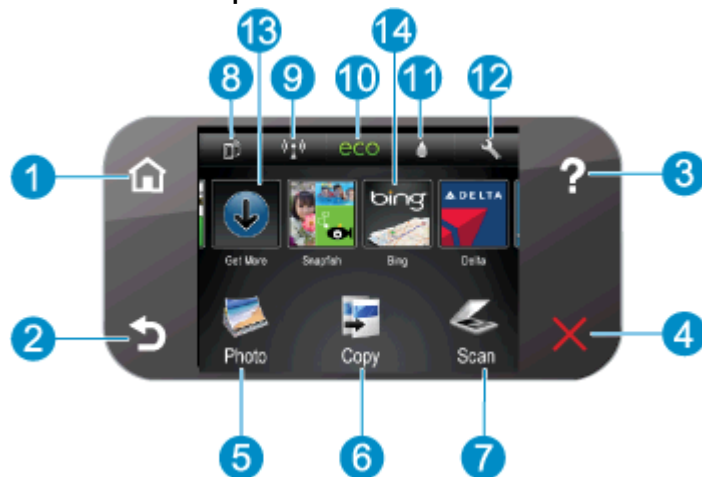 13 14
8 9 10 11 12
eco
1 ? 3
bing DELTA
Get More Snapfish Bing Delta
2 4
Photo Copy Scan
5 6 7